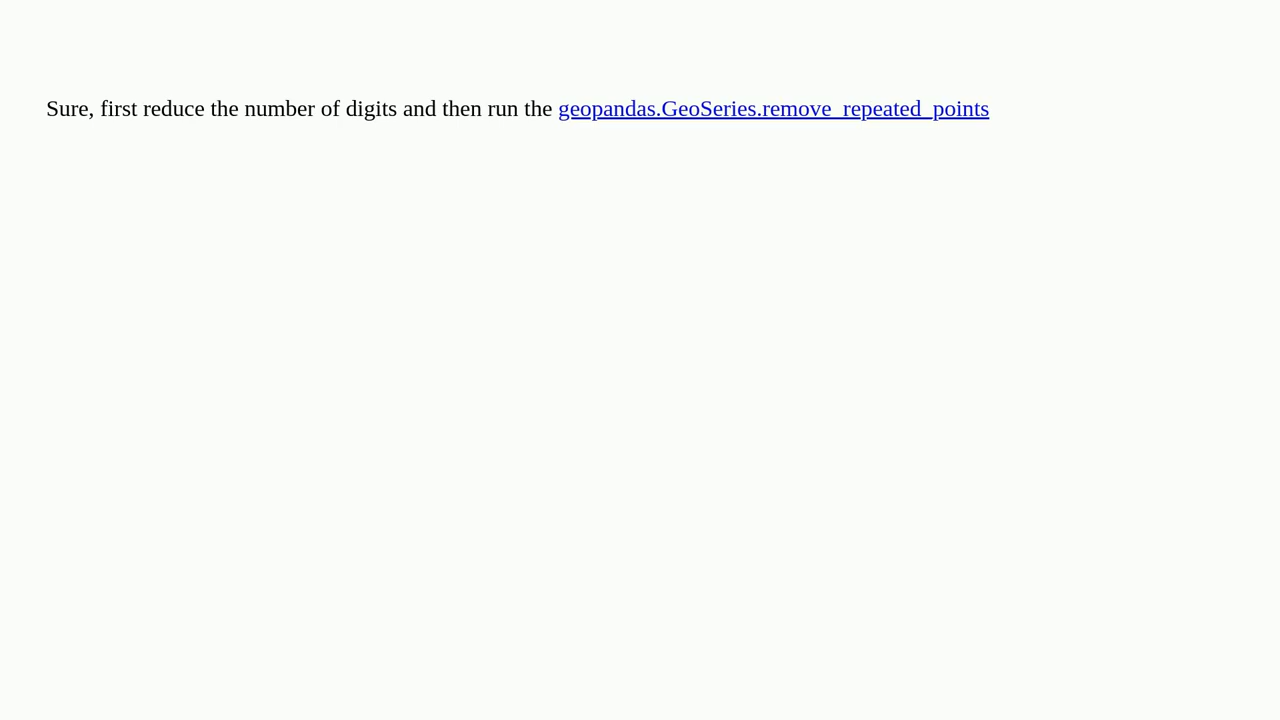 Sure, first reduce the number of digits and then run the geopandas.GeoSeries.remove_repeated_points